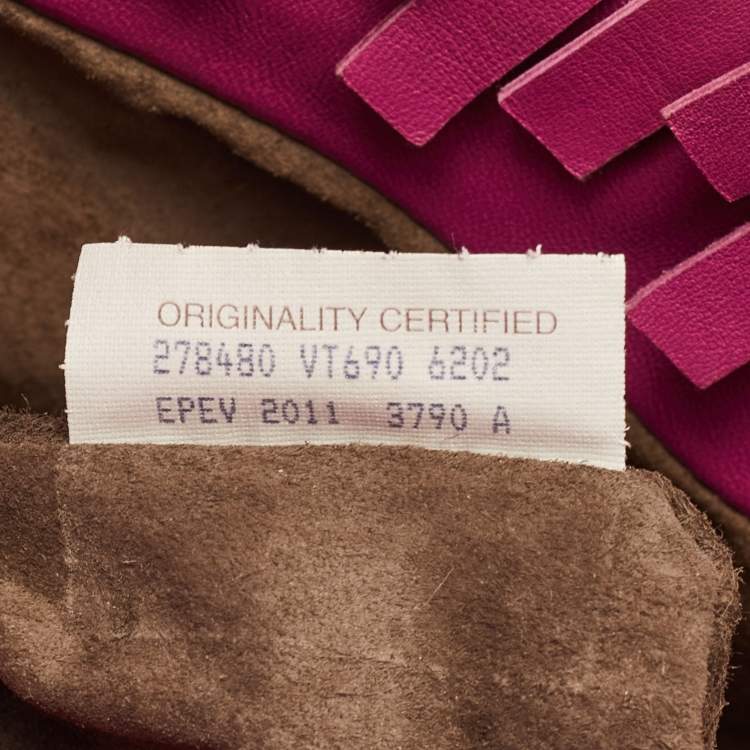 ORIGINALITY CERTIFIED
278480 VT690 6202
EPEV 2011 3790 A